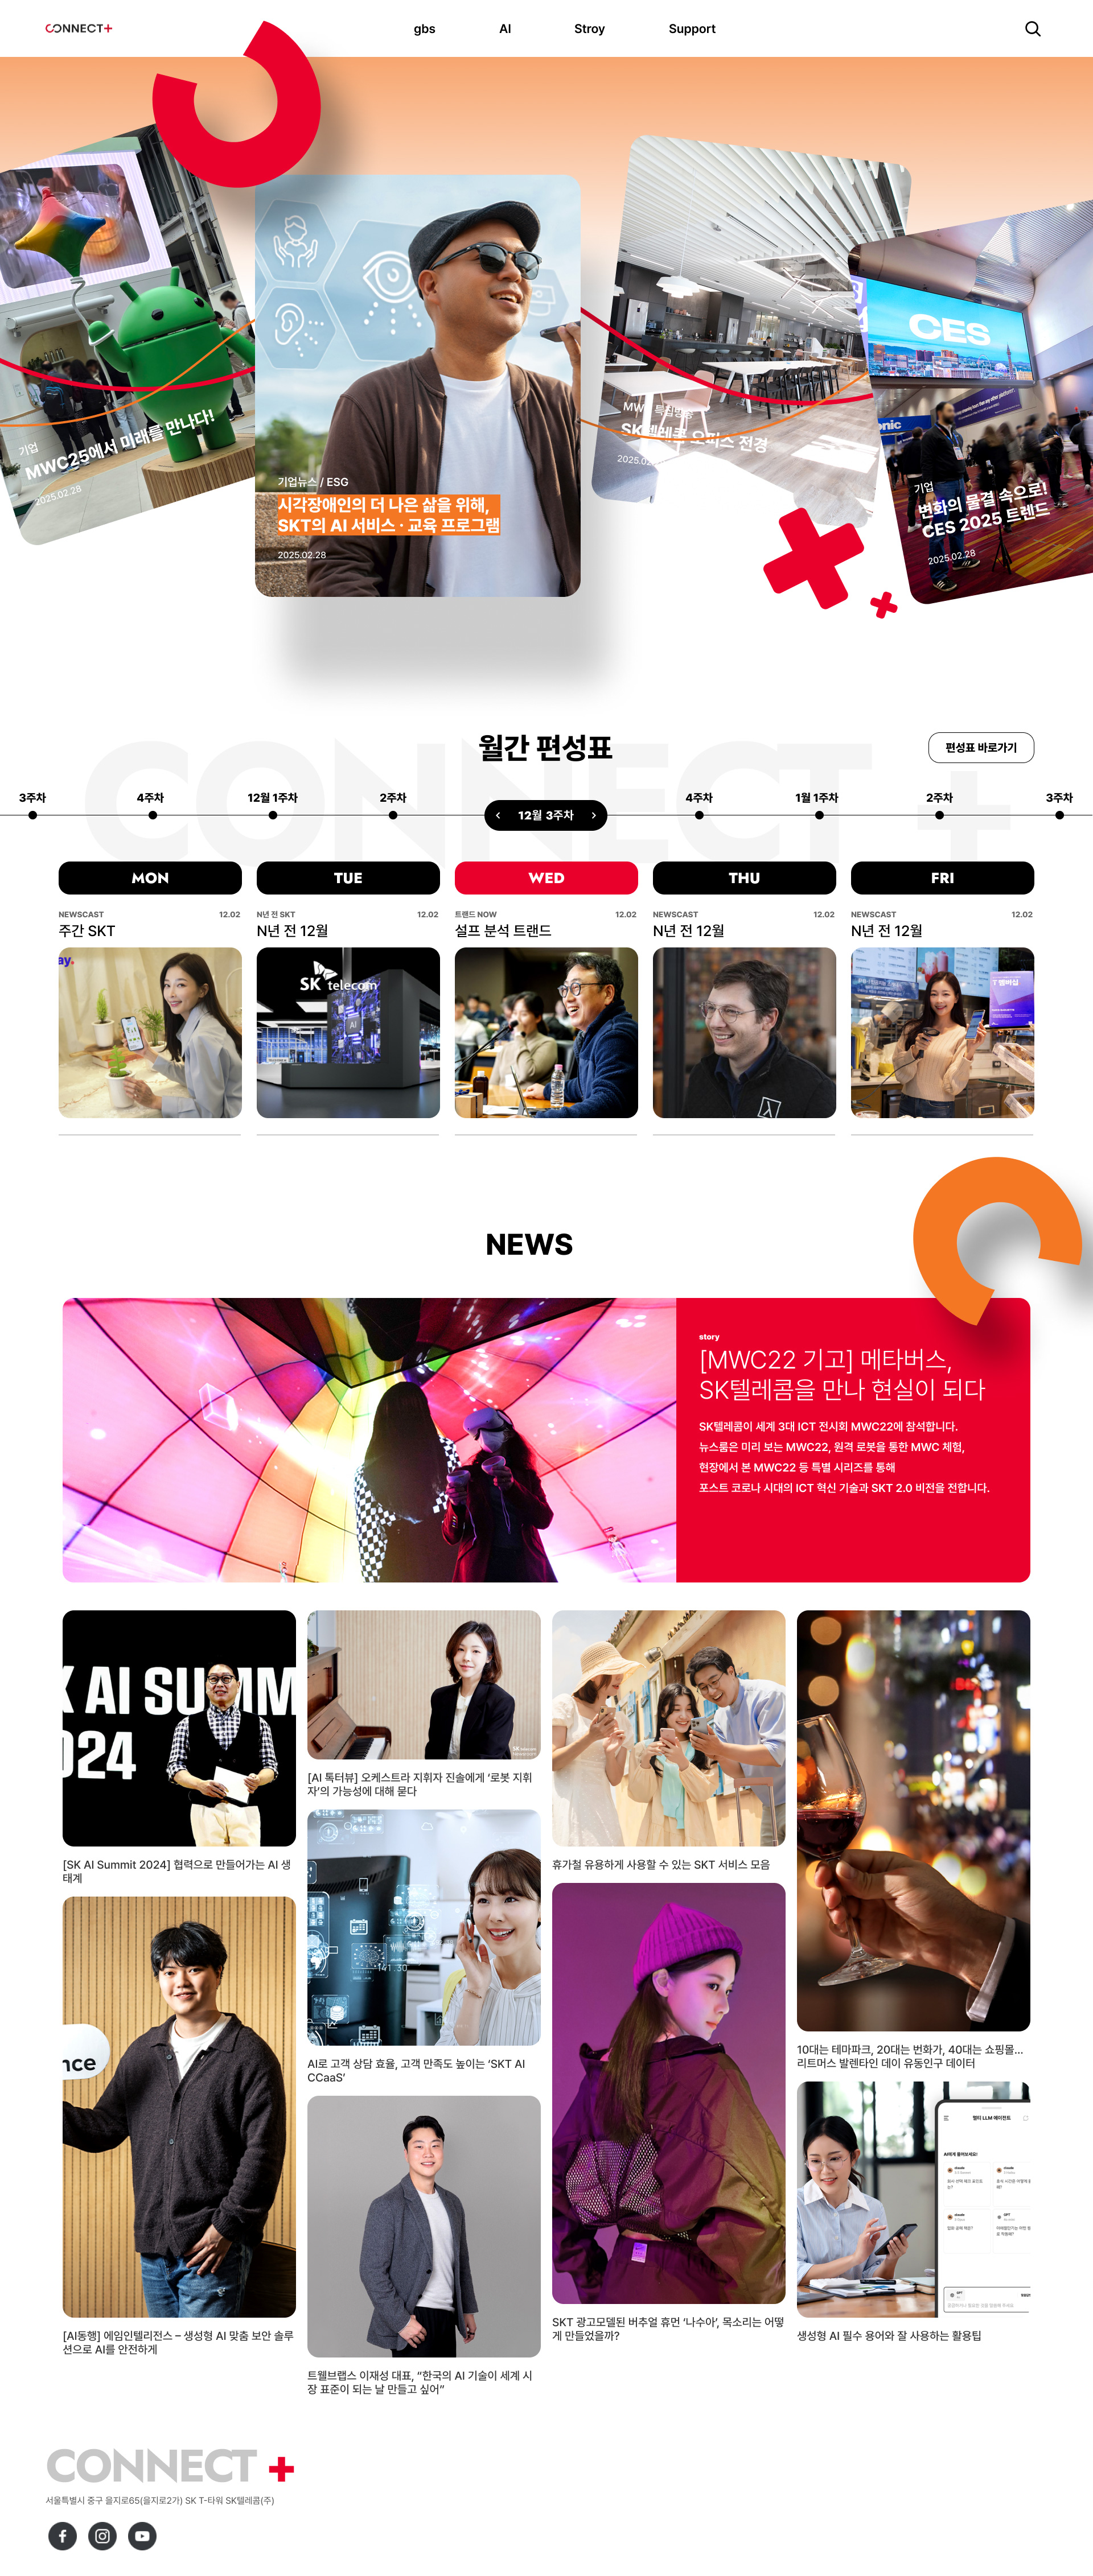 CONNECT+
gbs
AI
Stroy
Support
기업
MWC25에서 미래를 만나다!
2025.02.28
기업뉴스 / ESG
시각장애인의 더 나은 삶을 위해,
SKT의 AI 서비스 · 교육 프로그램
2025.02.28
SK텔레콤 오피스 전경
CES
기업
변화의 물결 속으로!
CES 2025 트렌드
2025.02.28
CONNECT +
월간 편성표
편성표 바로가기
3주차
4주차
12월 1주차
2주차
12월 3주차
4주차
1월 1주차
2주차
3주차
MON
TUE
WED
THU
FRI
NEWSCAST
12.02
N년 전 SKT
12.02
트랜드 NOW
12.02
NEWSCAST
12.02
NEWSCAST
12.02
주간 SKT
N년 전 12월
설프 분석 트랜드
N년 전 12월
N년 전 12월
ay.
SK telecom
AI
T 멤버십
NEWS
story
[MWC22 기고] 메타버스,
SK텔레콤을 만나 현실이 되다
SK텔레콤이 세계 3대 ICT 전시회 MWC22에 참석합니다.
뉴스룸은 미리 보는 MWC22, 원격 로봇을 통한 MWC 체험,
현장에서 본 MWC22 등 특별 시리즈를 통해
포스트 코로나 시대의 ICT 혁신 기술과 SKT 2.0 비전을 전합니다.
K AI SUMM
024
[SK AI Summit 2024] 협력으로 만들어가는 AI 생
태계
nce
[AI동행] 에임인텔리전스 – 생성형 AI 맞춤 보안 솔루
션으로 AI를 안전하게
[AI 톡터뷰] 오케스트라 지휘자 진솔에게 ‘로봇 지휘
자’의 가능성에 대해 묻다
AI로 고객 상담 효율, 고객 만족도 높이는 ‘SKT AI
CCaaS’
트웰브랩스 이재성 대표, “한국의 AI 기술이 세계 시
장 표준이 되는 날 만들고 싶어”
휴가철 유용하게 사용할 수 있는 SKT 서비스 모음
SKT 광고모델된 버추얼 휴먼 ‘나수아’, 목소리는 어떻
게 만들었을까?
10대는 테마파크, 20대는 번화가, 40대는 쇼핑몰…
리트머스 발렌타인 데이 유동인구 데이터
멀티 LLM 에이전트
생성형 AI 필수 용어와 잘 사용하는 활용팁
CONNECT +
서울특별시 중구 을지로65(을지로2가) SK T-타워 SK텔레콤(주)